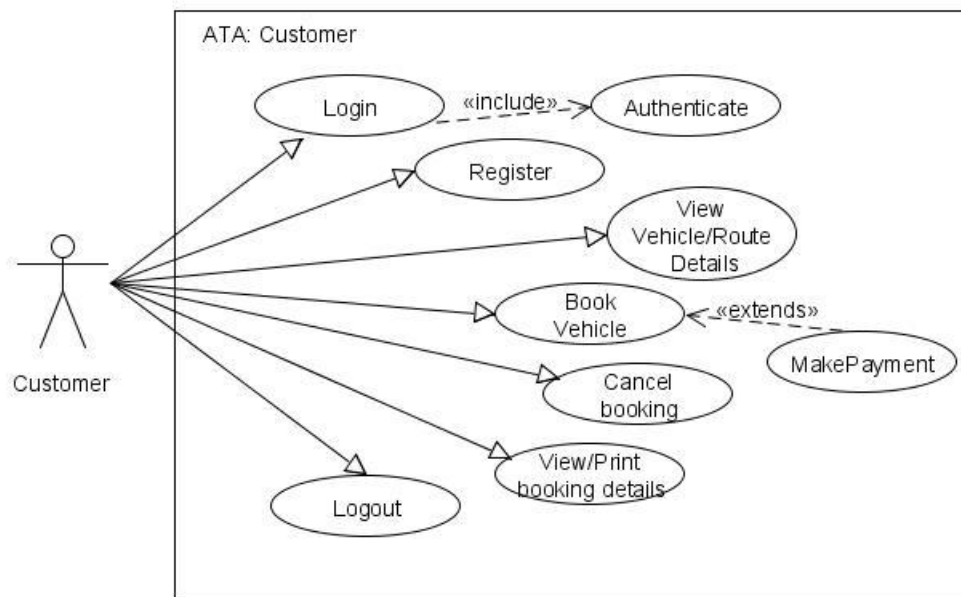 ATA: Customer
Login
«include»
Authenticate
Register
View
Vehicle/Route
Details
Book
Vehicle
«extends»
MakePayment
Customer
Cancel
booking
View/Print
booking details
Logout